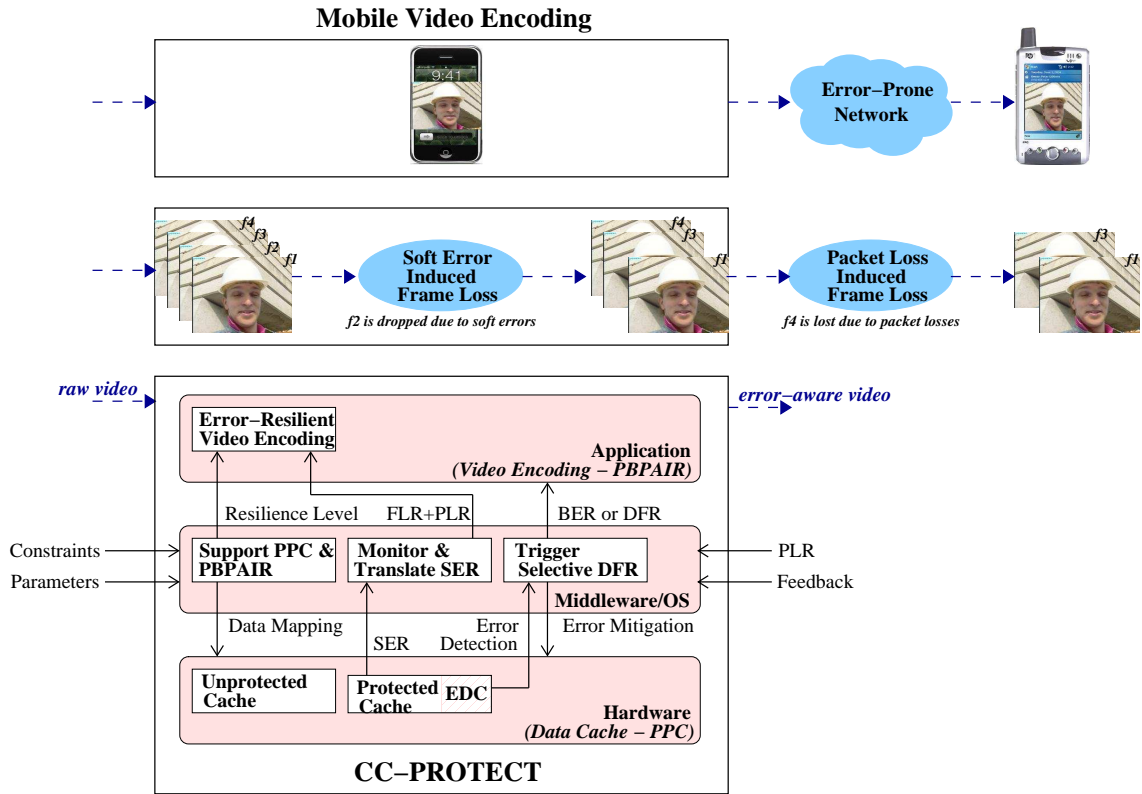 Mobile Video Encoding
9:41
Error−Prone
Network
f4
f3
f2
f1
Soft Error
Induced
Frame Loss
f2 is dropped due to soft errors
f4
f3
f1
Packet Loss
Induced
Frame Loss
f4 is lost due to packet losses
f3
f1
raw video
error−aware video
Error−Resilient
Video Encoding
Application
(Video Encoding − PBPAIR)
Resilience Level
FLR+PLR
BER or DFR
Constraints
Parameters
Support PPC &
PBPAIR
Monitor &
Translate SER
Trigger
Selective DFR
Middleware/OS
PLR
Feedback
Data Mapping
SER
Error
Detection
Error Mitigation
Unprotected
Cache
Protected
Cache
EDC
Hardware
(Data Cache − PPC)
CC−PROTECT